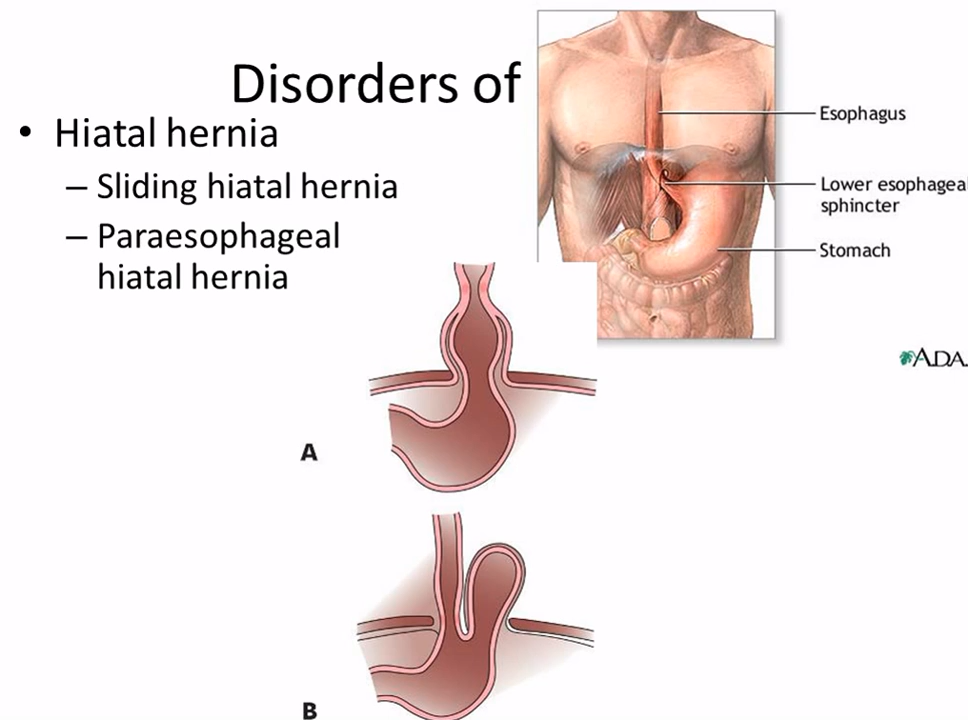 Disorders of
• Hiatal hernia
– Sliding hiatal hernia
– Paraesophageal
hiatal hernia
Esophagus
Lower esophageal
sphincter
Stomach
ADA.
A
B